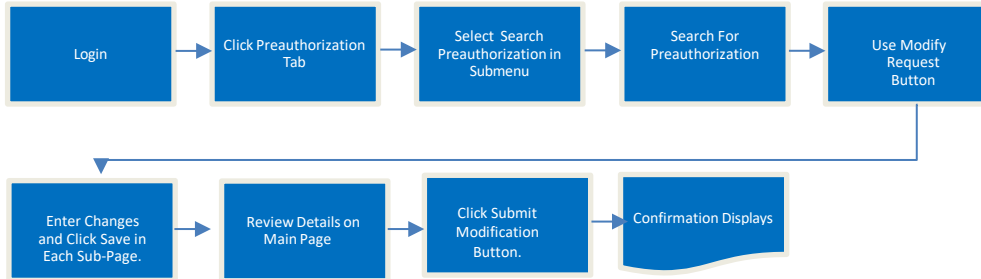 Login
Click Preauthorization
Tab
Select Search
Preauthorization in
Submenu
Search For
Preauthorization
Use Modify
Request
Button
Enter Changes
and Click Save in
Each Sub-Page.
Review Details on
Main Page
Click Submit
Modification
Button.
Confirmation Displays